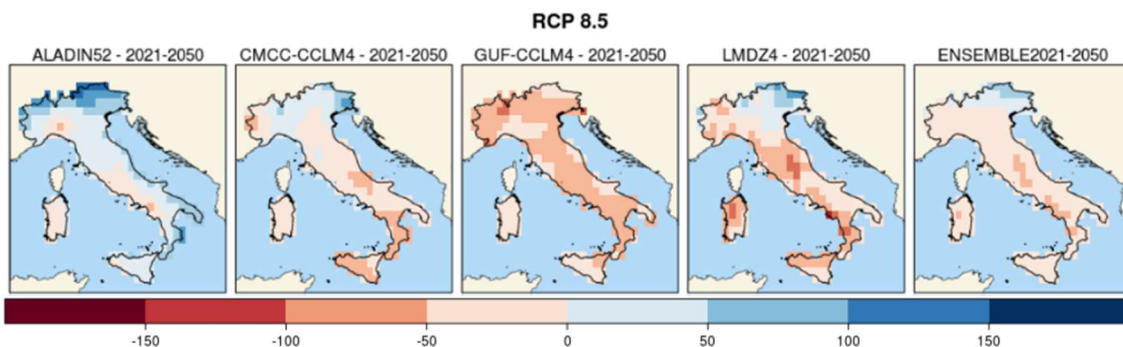 RCP 8.5
ALADIN52 - 2021-2050 CMCC-CCLM4 - 2021-2050 GUF-CCLM4 - 2021-2050 LMDZ4 - 2021-2050 ENSEMBLE2021-2050
-150 -100 -50 0 50 100 150